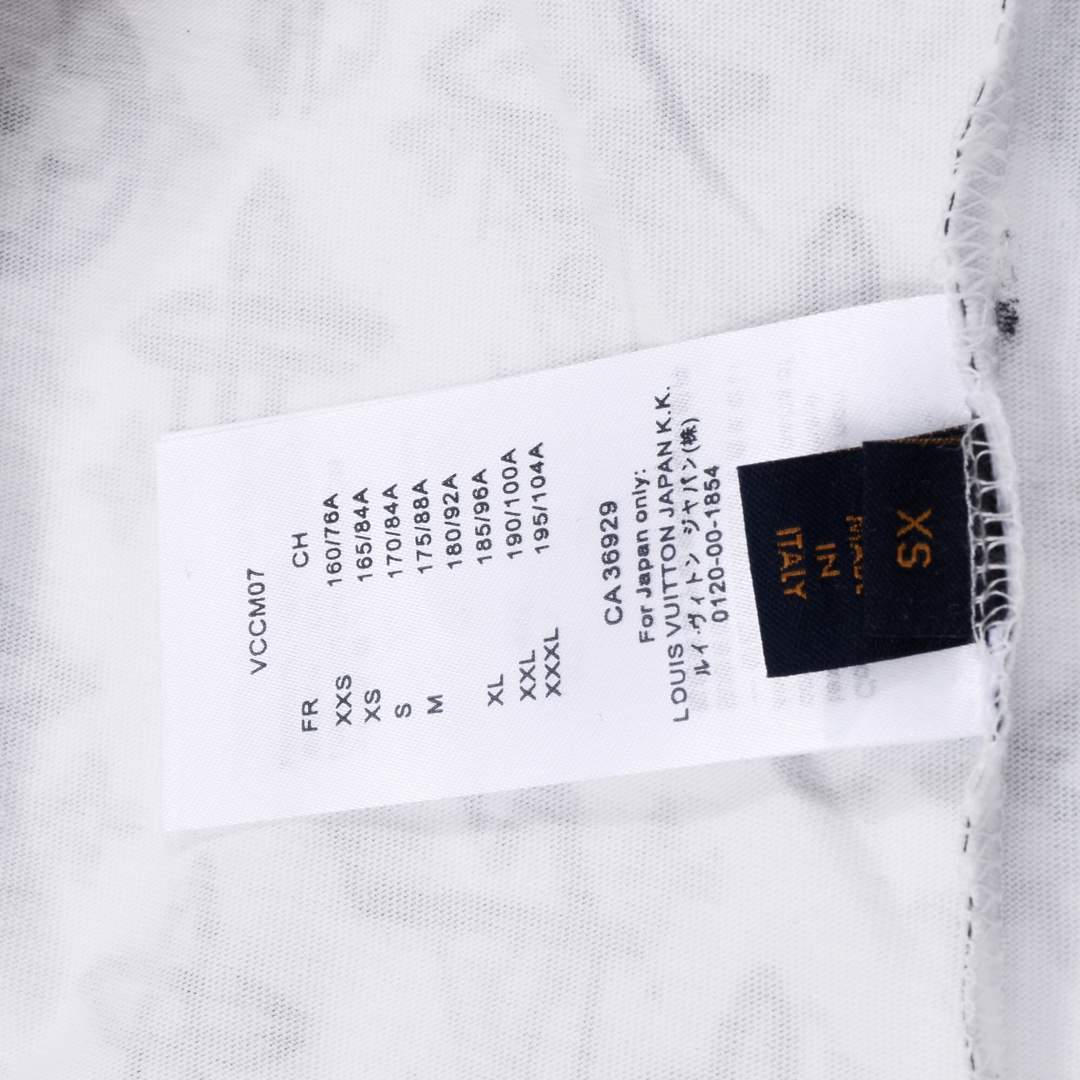 VCCM07
FR CH
XXS 160/76A
XS 165/84A
S 170/84A
M 175/88A
180/92A
XL 185/96A
XXL 190/100A
XXXL 195/104A
CA 36929
For Japan only:
LOUIS VUITTON JAPAN K.K.
ルイ・ヴィトン ジャパン(株)
0120-00-1854
XS
MADE
IN
ITALY